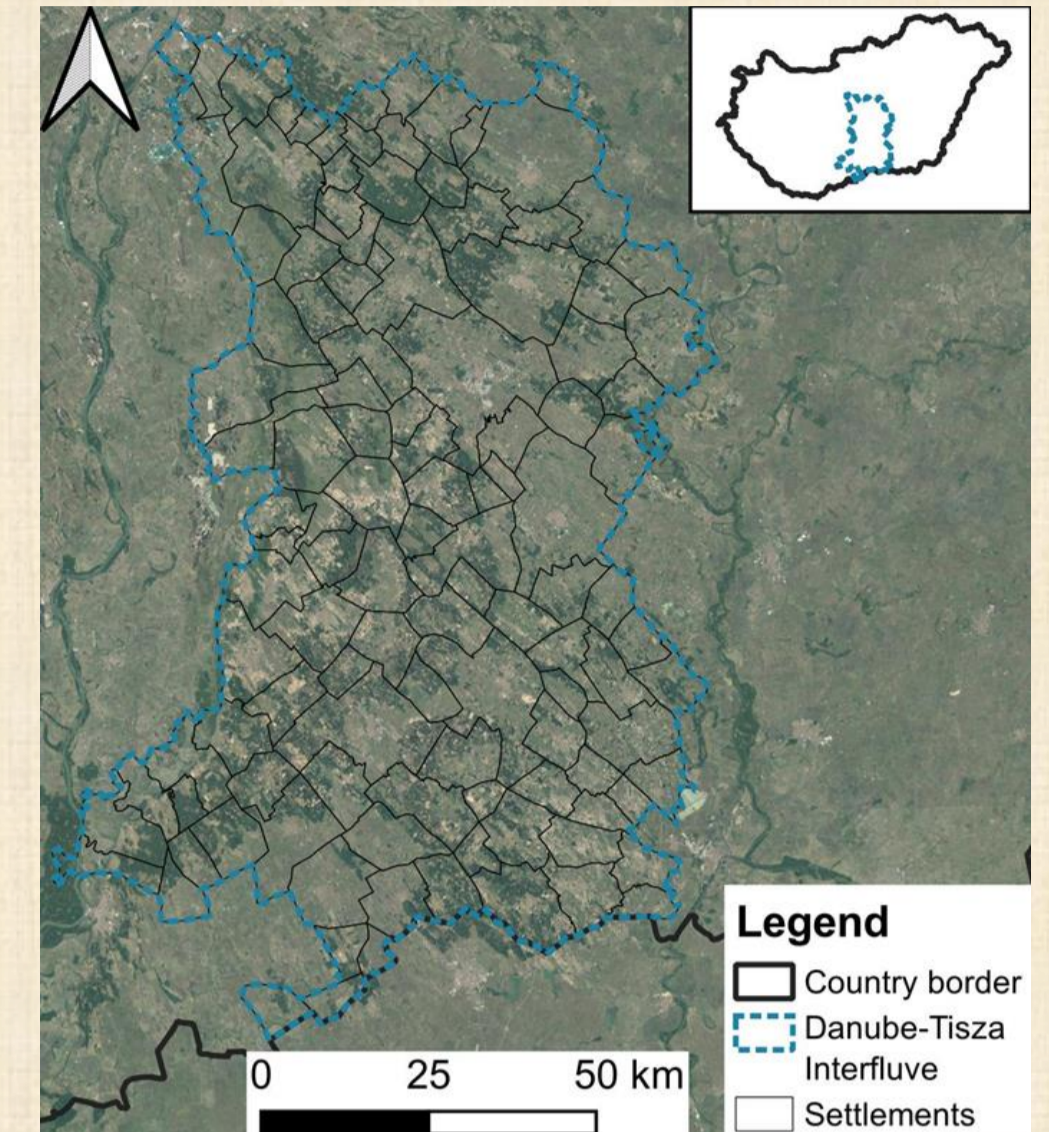 Legend
Country border
Danube-Tisza
Interfluve
Settlements
0 25 50 km